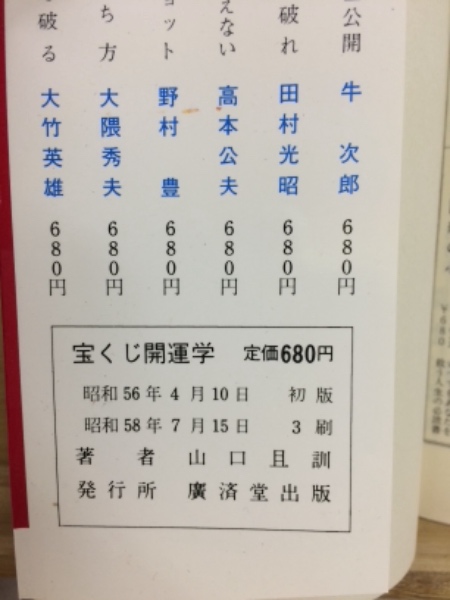 公開
牛 次郎
680円
破れ
田村光昭
680円
えない
高本公夫
680円
ョット
野村 豊
680円
ち方
大隈秀夫
680円
破る
大竹英雄
680円
宝くじ開運学 定価680円
昭和56年4月10日 初版
昭和58年7月15日 3刷
著者 山口且訓
発行所 廣済堂出版